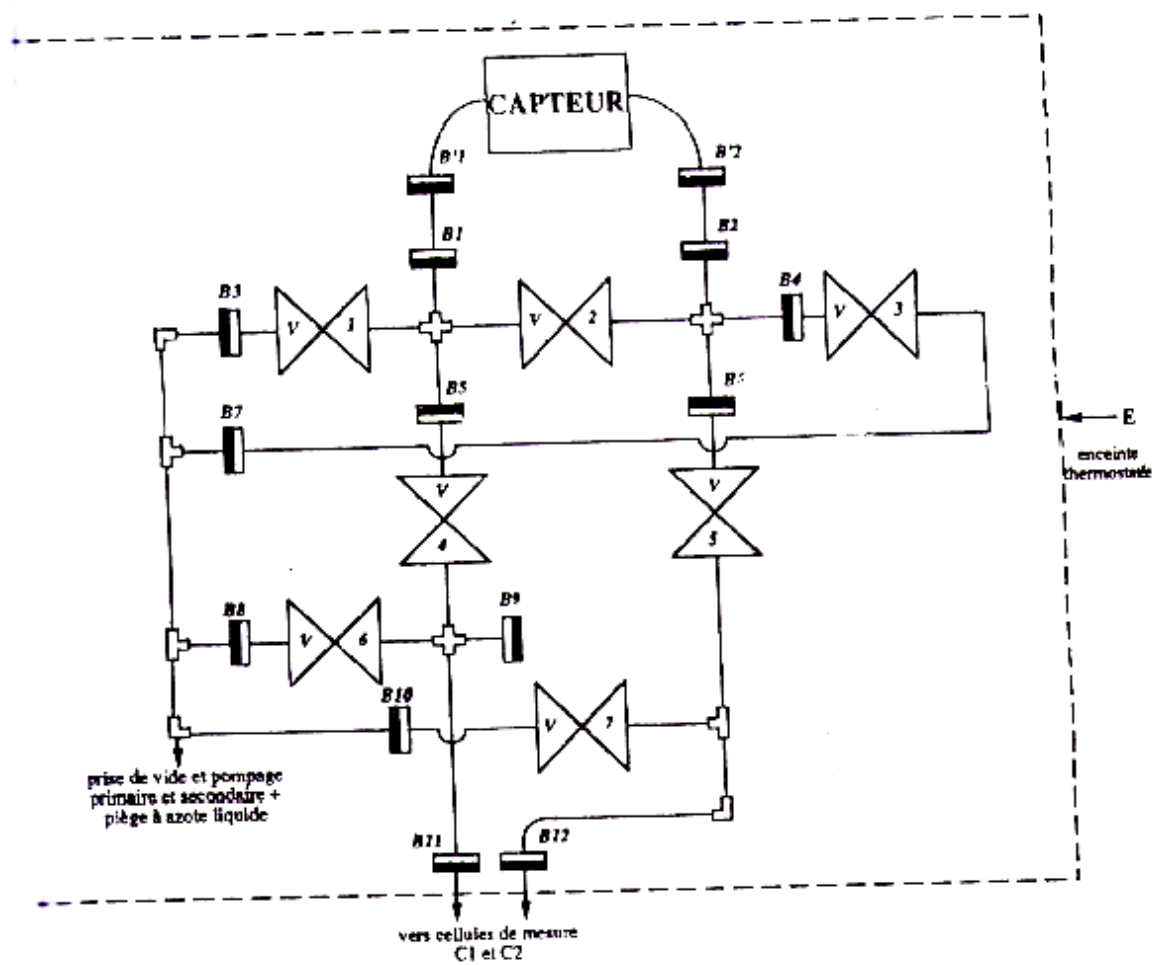 CAPTEUR
B'1
B'2
B1
B2
B3
V 1
V 2
B4
V 3
B5
B7
E
enceinte
thermostatée
V
4
V
5
B8
V 6
B9
B10
V 7
prise de vide et pompage
primaire et secondaire +
piège à azote liquide
B11
B12
vers cellules de mesure
C1 et C2